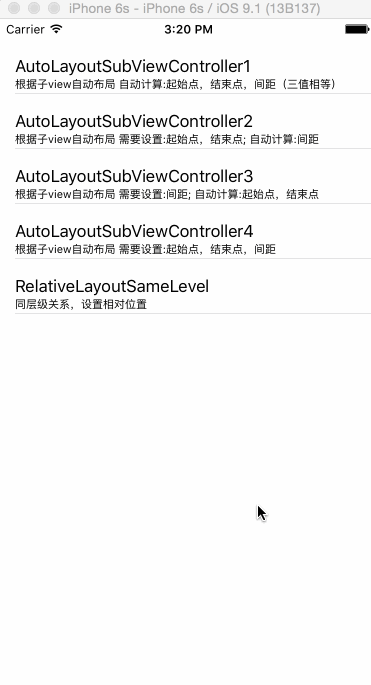 iPhone 6s - iPhone 6s / iOS 9.1 (13B137)
Carrier 3:20 PM
AutoLayoutSubViewController1
根据子view自动布局 自动计算:起始点，结束点，间距（三值相等）
AutoLayoutSubViewController2
根据子view自动布局 需要设置:起始点，结束点; 自动计算:间距
AutoLayoutSubViewController3
根据子view自动布局 需要设置:间距; 自动计算:起始点，结束点
AutoLayoutSubViewController4
根据子view自动布局 需要设置:起始点，结束点，间距
RelativeLayoutSameLevel
同层级关系，设置相对位置